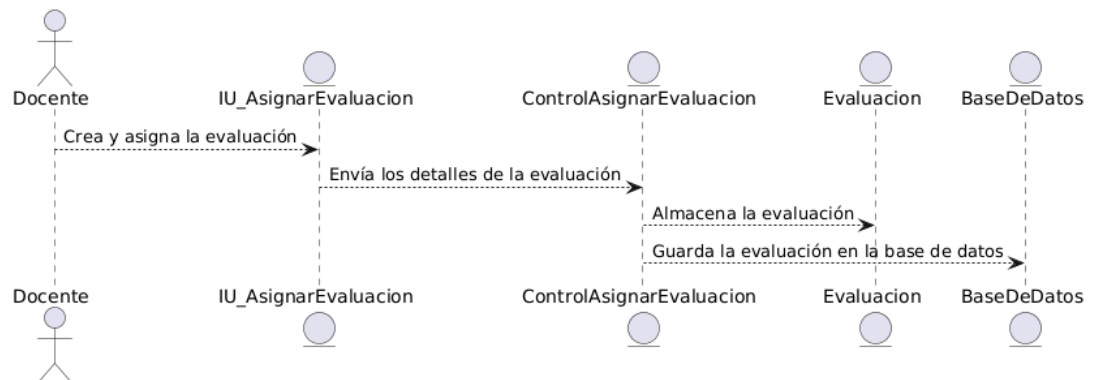 Docente IU_AsignarEvaluacion ControlAsignarEvaluacion Evaluacion BaseDeDatos
Crea y asigna la evaluación
Envía los detalles de la evaluación
Almacena la evaluación
Guarda la evaluación en la base de datos
Docente IU_AsignarEvaluacion ControlAsignarEvaluacion Evaluacion BaseDeDatos